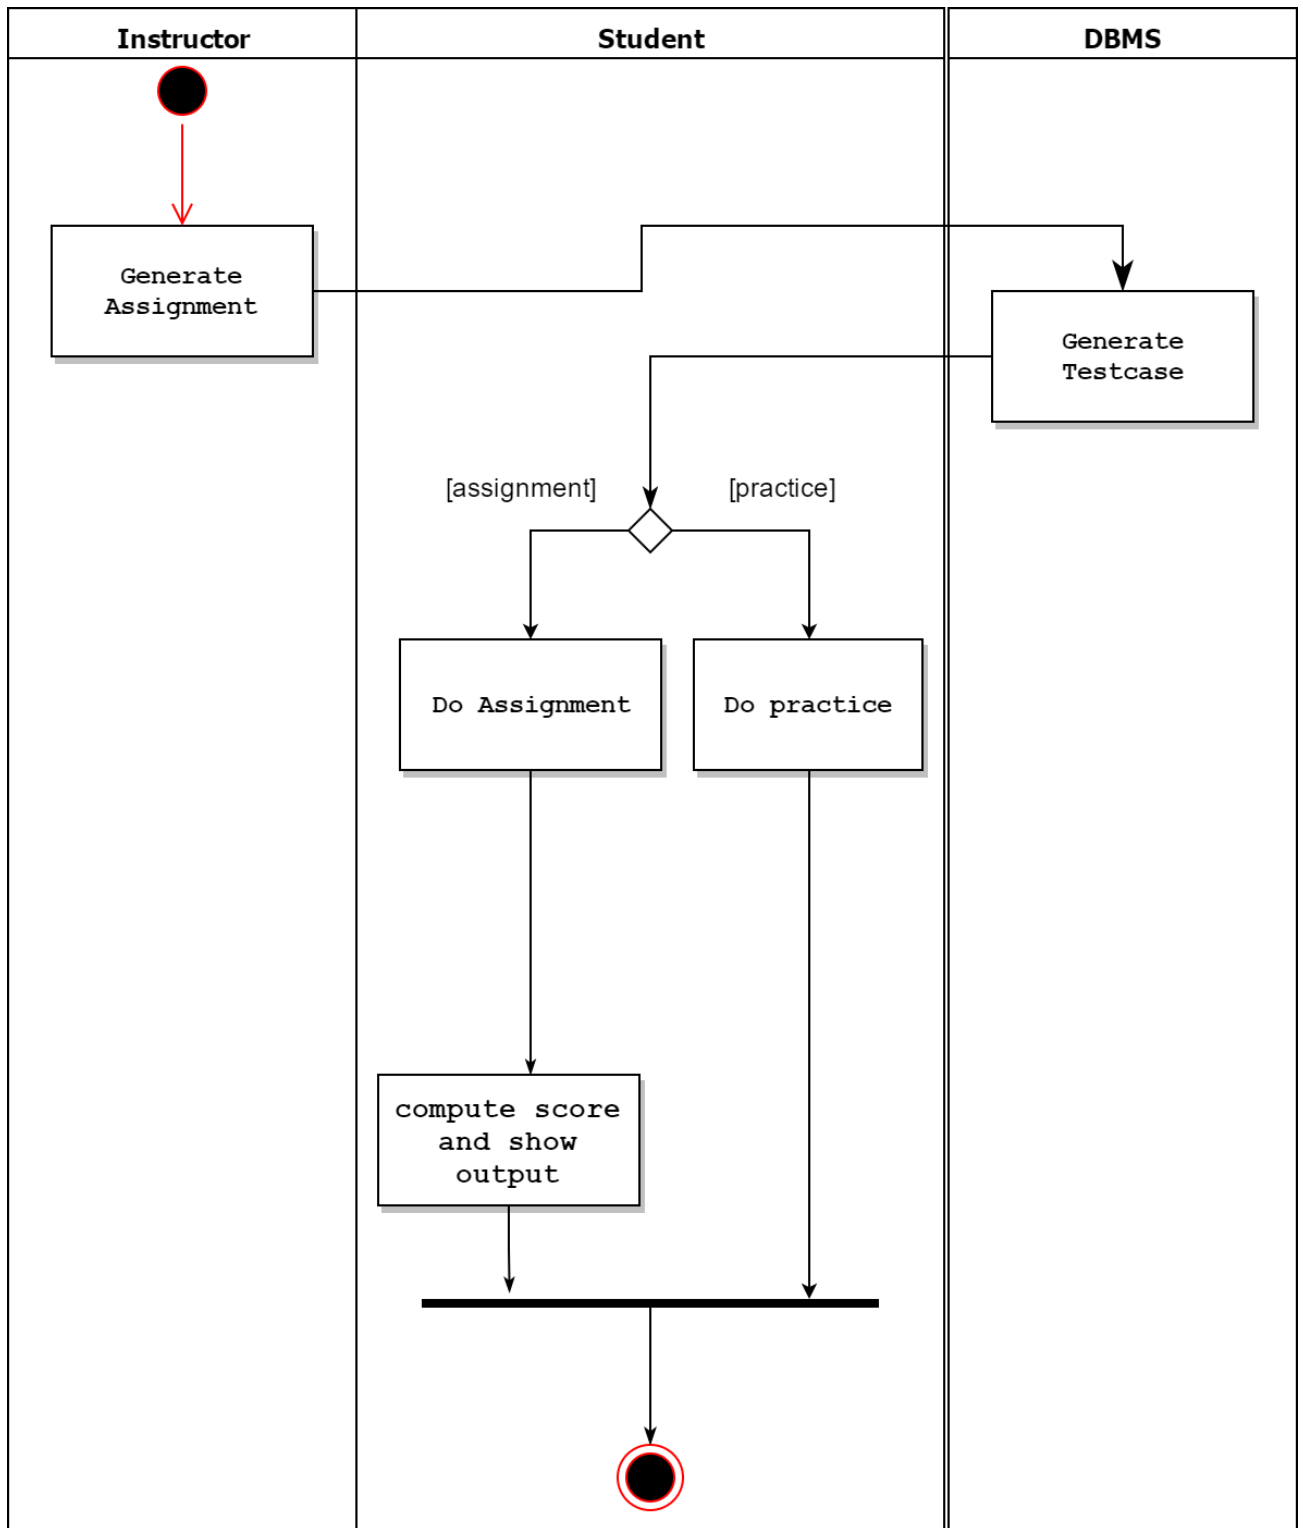 Instructor
Student
DBMS
Generate
Assignment
Generate
Testcase
[assignment]
[practice]
Do Assignment
Do practice
compute score
and show
output